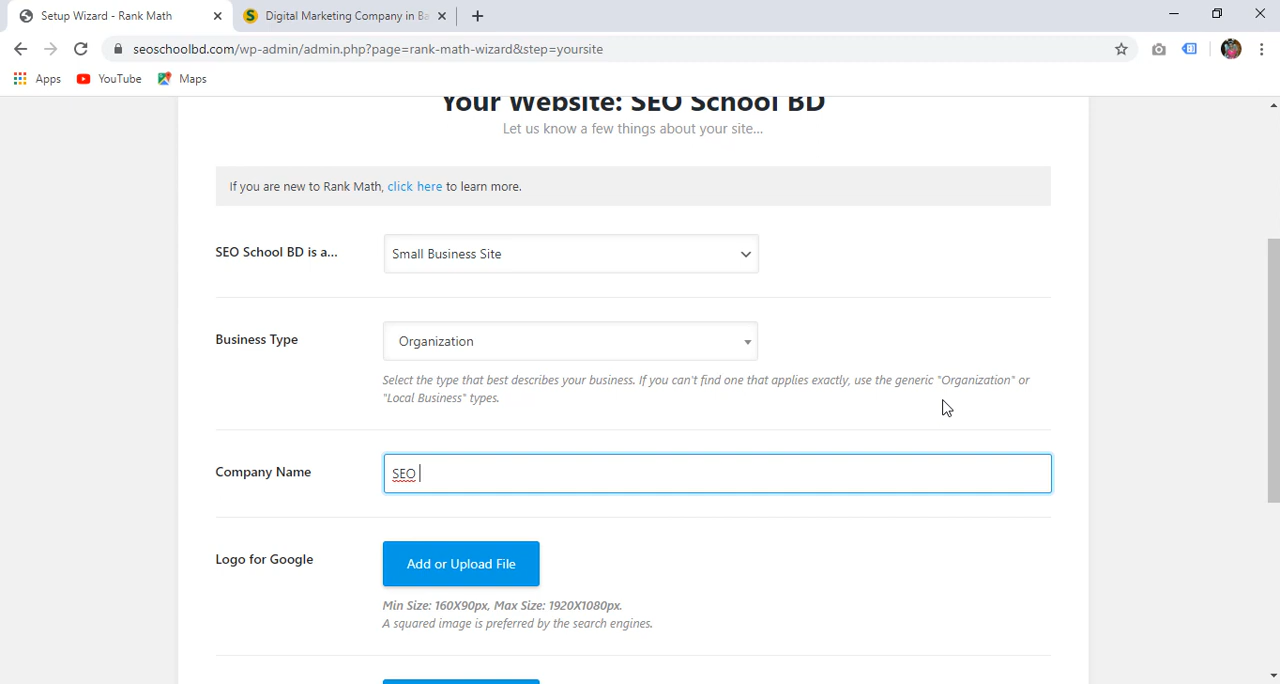 Setup Wizard - Rank Math
Digital Marketing Company in Ba
seoschoolbd.com/wp-admin/admin.php?page=rank-math-wizard&step=yoursite
Apps
YouTube
Maps
Your Website: SEO School BD
Let us know a few things about your site...
If you are new to Rank Math, click here to learn more.
SEO School BD is a...
Small Business Site
Business Type
Organization
Select the type that best describes your business. If you can't find one that applies exactly, use the generic "Organization" or
"Local Business" types.
Company Name
SEO
Logo for Google
Add or Upload File
Min Size: 160X90px, Max Size: 1920X1080px.
A squared image is preferred by the search engines.